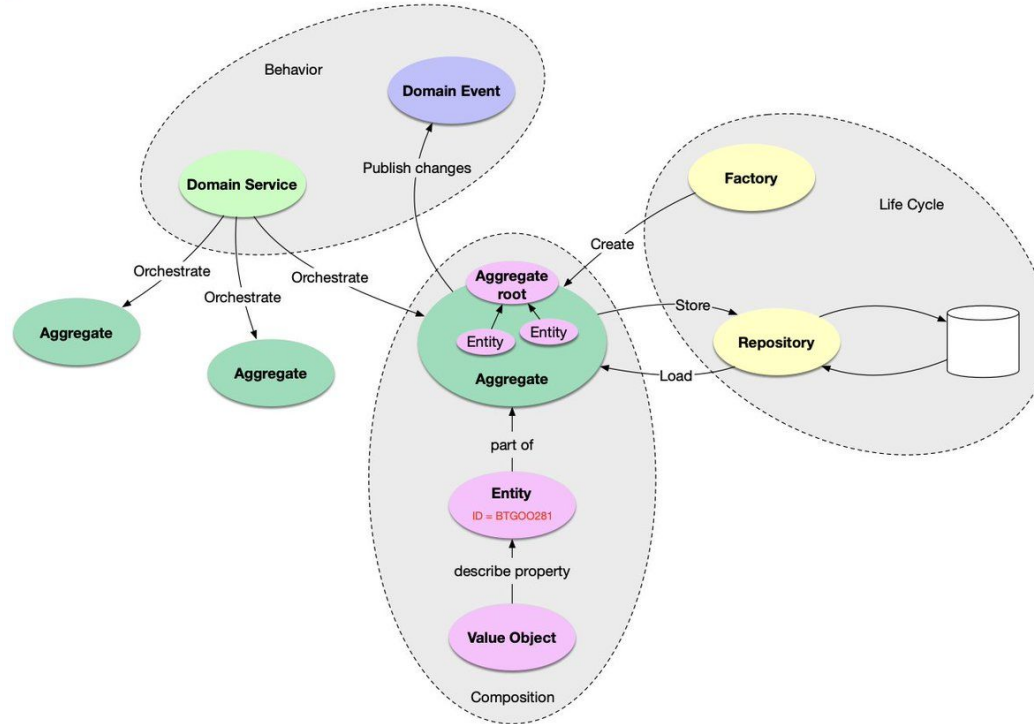 Behavior
Domain Event
Publish changes
Domain Service
Factory
Life Cycle
Create
Orchestrate
Orchestrate
Orchestrate
Aggregate
root
Entity
Entity
Aggregate
Store
Repository
Load
Aggregate
Aggregate
part of
Entity
ID = BTGOO281
describe property
Value Object
Composition